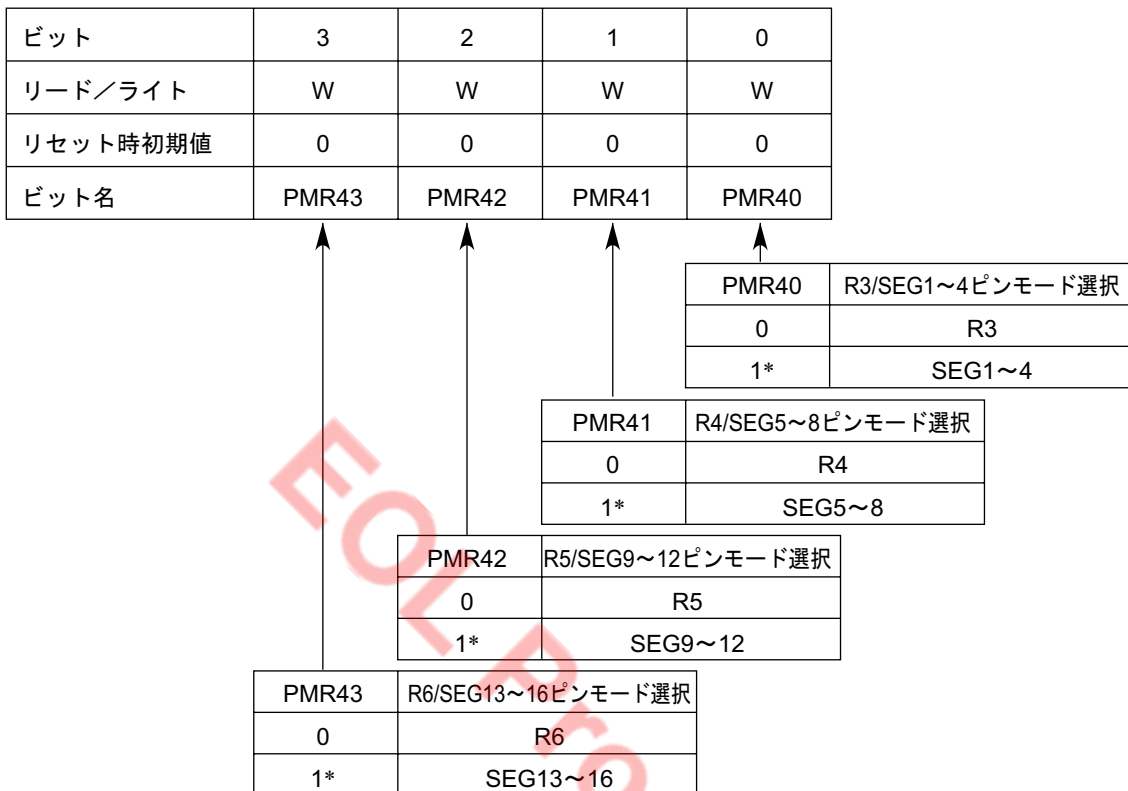 ビット 3 2 1 0
リード／ライト W W W W
リセット時初期値 0 0 0 0
ビット名 PMR43 PMR42 PMR41 PMR40
PMR40 R3/SEG1～4ピンモード選択
0 R3
1* SEG1～4
PMR41 R4/SEG5～8ピンモード選択
0 R4
1* SEG5～8
PMR42 R5/SEG9～12ピンモード選択
0 R5
1* SEG9～12
PMR43 R6/SEG13～16ピンモード選択
0 R6
1* SEG13～16
EOL Pro